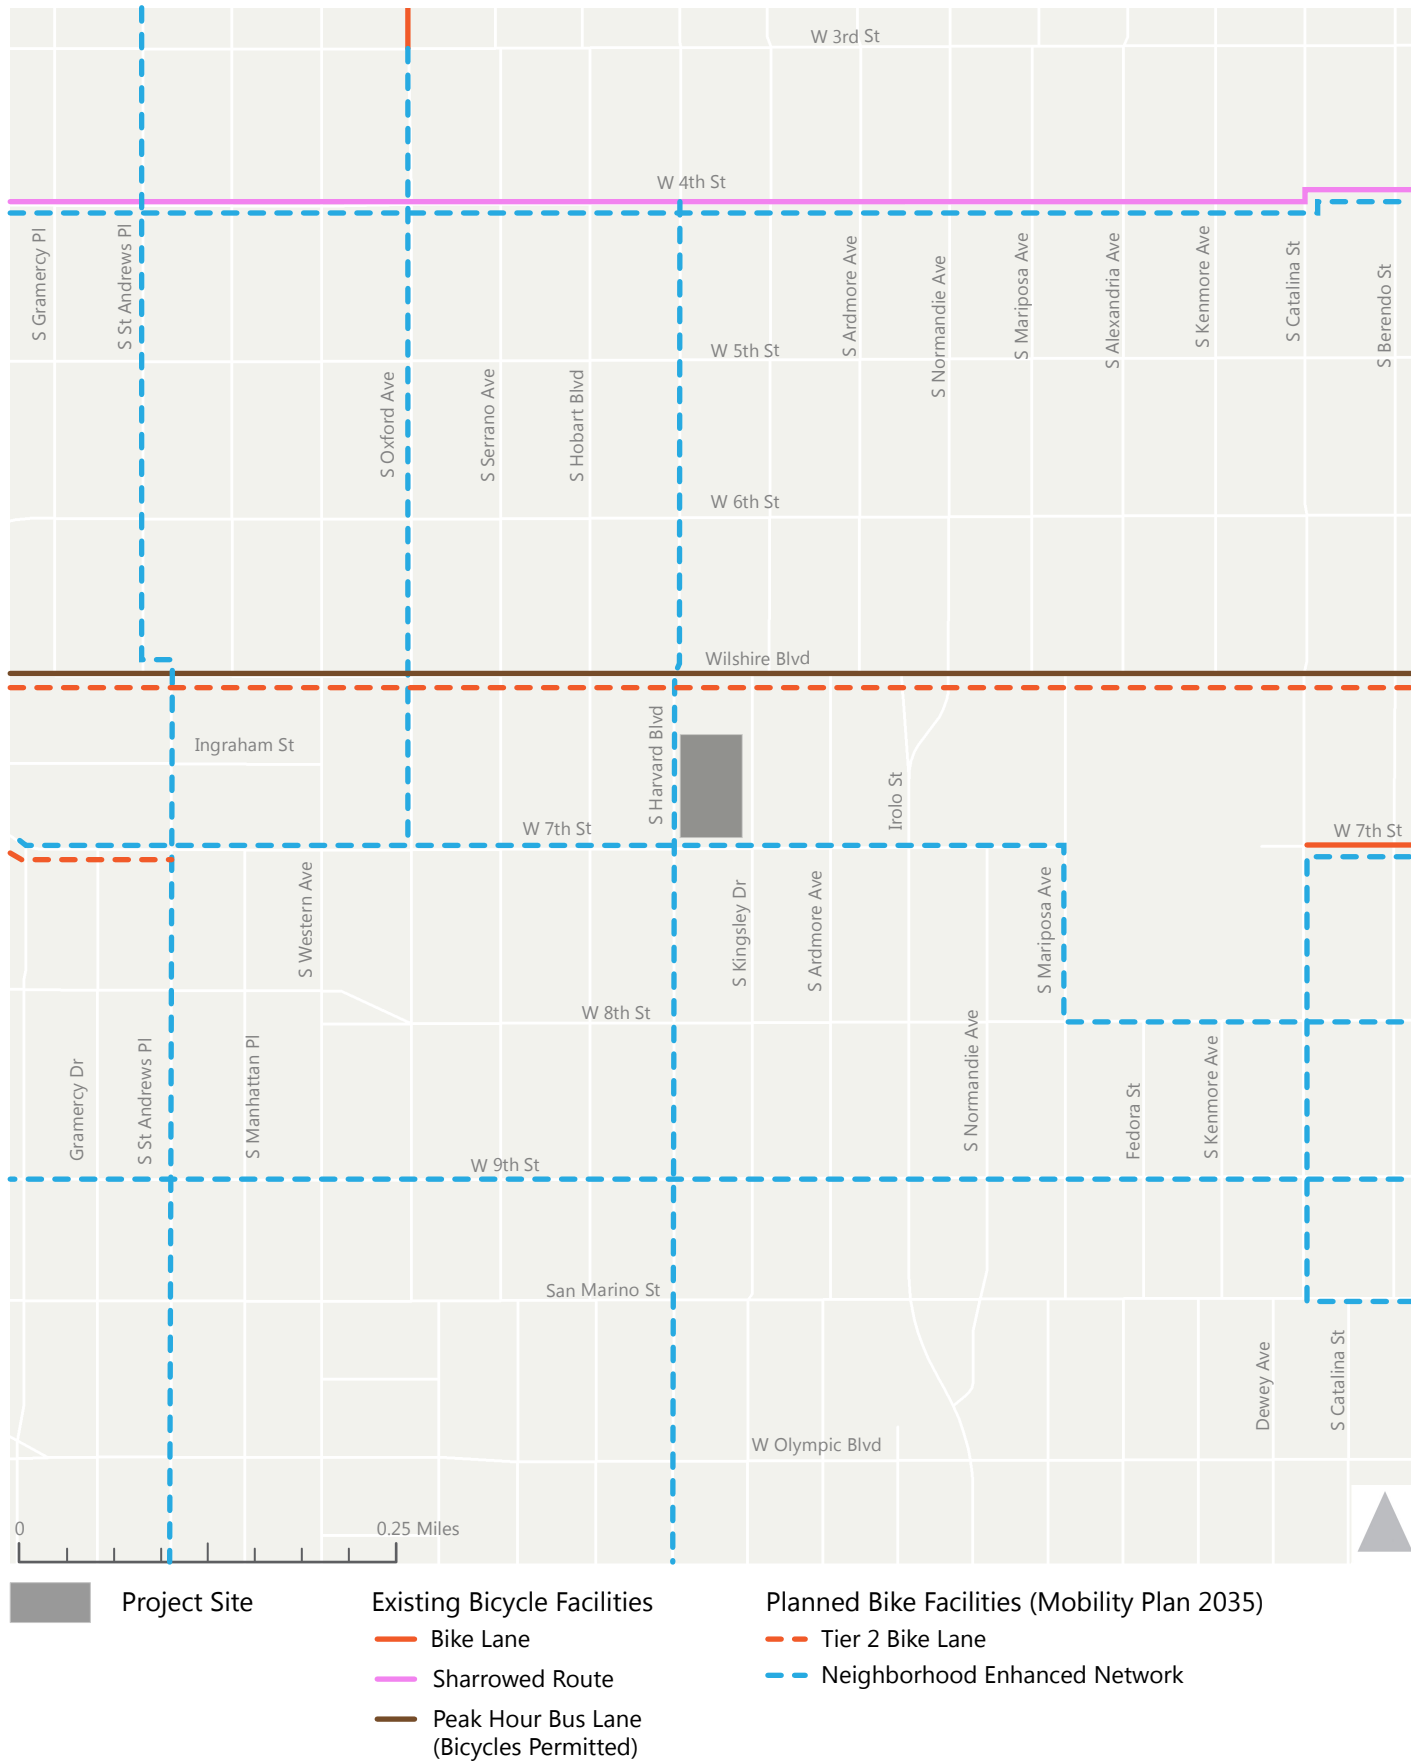 W 3rd St
W 4th St
S Gramercy Pl
S St Andrews Pl
S Ardmore Ave
S Normandie Ave
S Mariposa Ave
S Alexandria Ave
S Kenmore Ave
S Catalina St
S Berendo St
W 5th St
S Oxford Ave
S Serrano Ave
S Hobart Blvd
W 6th St
Wilshire Blvd
Ingraham St
S Harvard Blvd
Irolo St
W 7th St
W 7th St
S Western Ave
S Kingsley Dr
S Ardmore Ave
S Mariposa Ave
W 8th St
Gramercy Dr
S St Andrews Pl
S Manhattan Pl
S Normandie Ave
Fedora St
S Kenmore Ave
W 9th St
San Marino St
Dewey Ave
S Catalina St
W Olympic Blvd
0
0.25 Miles
Project Site
Existing Bicycle Facilities
Bike Lane
Sharrowed Route
Peak Hour Bus Lane
(Bicycles Permitted)
Planned Bike Facilities (Mobility Plan 2035)
Tier 2 Bike Lane
Neighborhood Enhanced Network